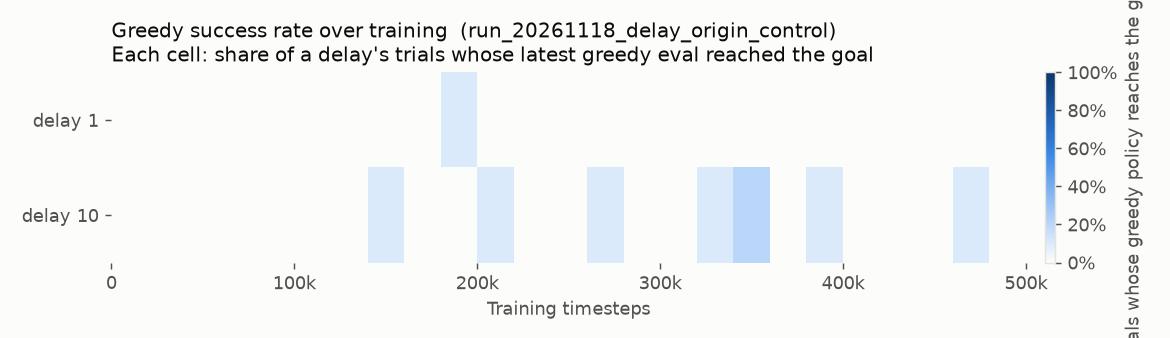 Greedy success rate over training  (run_20261118_delay_origin_control)
Each cell: share of a delay's trials whose latest greedy eval reached the goal
delay 1
delay 10
0
100k
200k
300k
400k
500k
Training timesteps
100%
80%
60%
40%
20%
0%
whose greedy policy reaches the